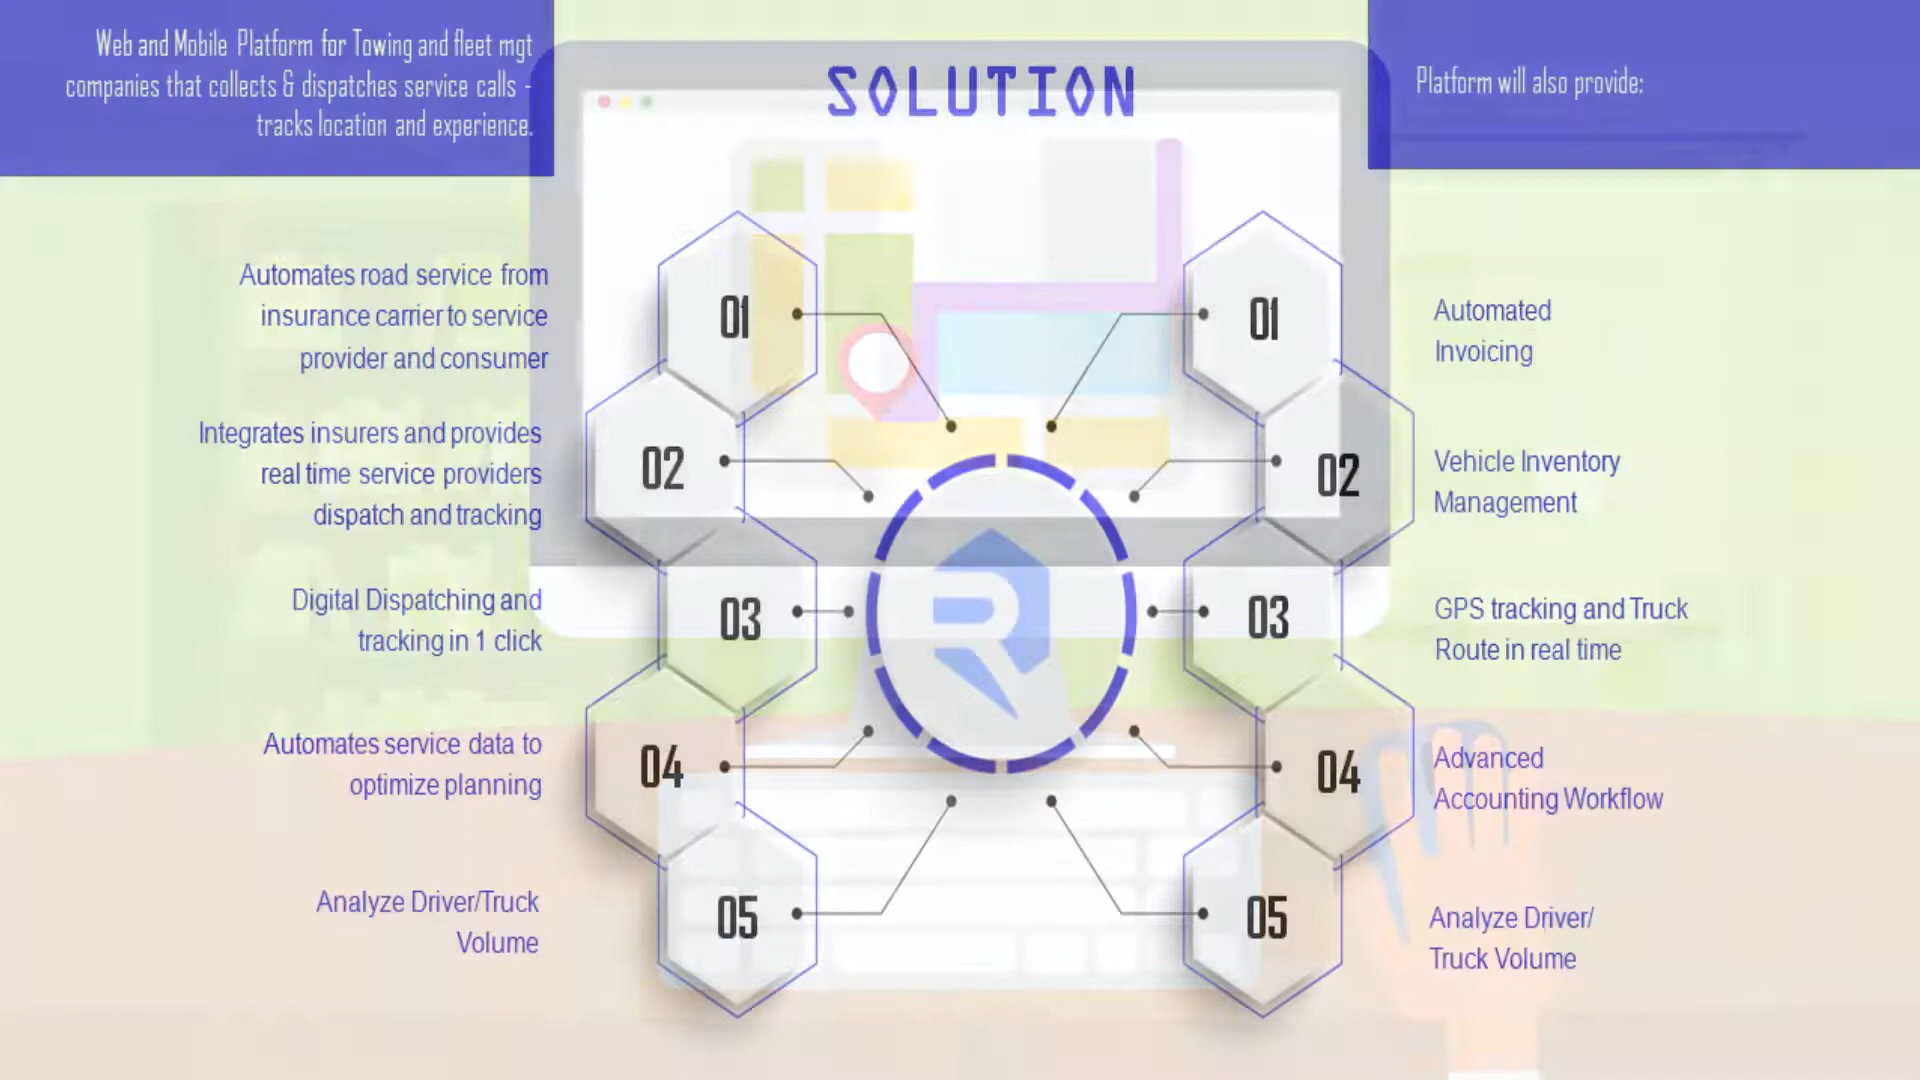 Web and Mobile Platform for Towing and fleet mgt
companies that collects & dispatches service calls -
tracks location and experience.
SOLUTION
Platform will also provide:
Automates road service from
insurance carrier to service
provider and consumer
01
Integrates insurers and provides
real time service providers
dispatch and tracking
02
Digital Dispatching and
tracking in 1 click
03
Automates service data to
optimize planning
04
Analyze Driver/Truck
Volume
05
R
01
Automated
Invoicing
02
Vehicle Inventory
Management
03
GPS tracking and Truck
Route in real time
04
Advanced
Accounting Workflow
05
Analyze Driver/
Truck Volume